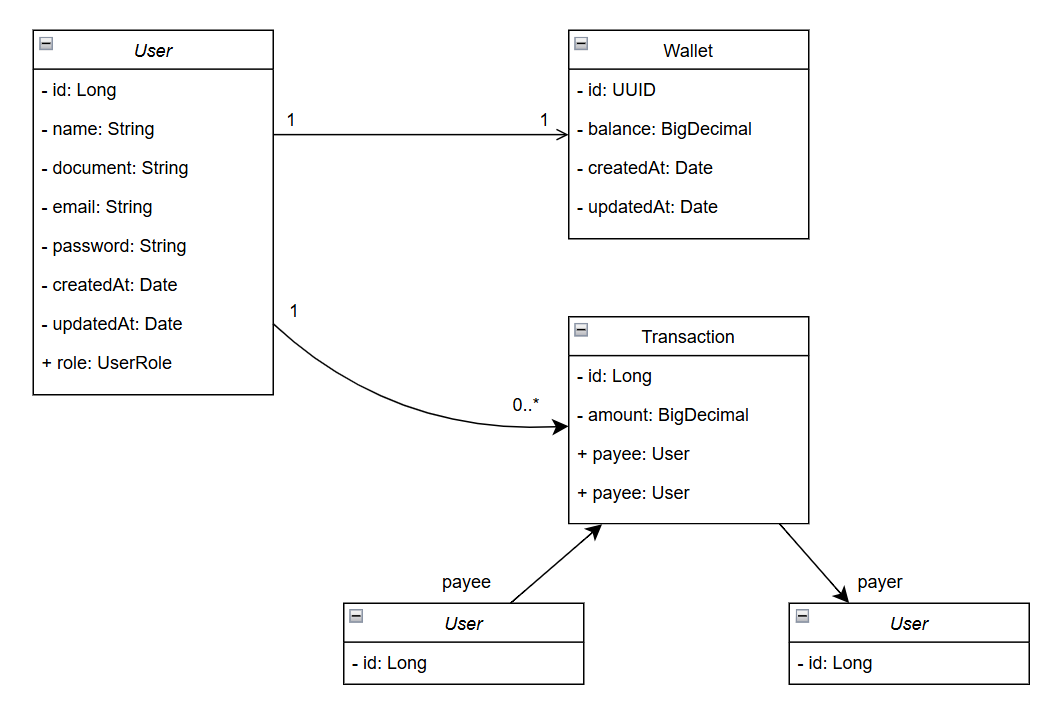 User
- id: Long
- name: String
- document: String
- email: String
- password: String
- createdAt: Date
- updatedAt: Date
+ role: UserRole
1
1
Wallet
- id: UUID
- balance: BigDecimal
- createdAt: Date
- updatedAt: Date
1
0..*
Transaction
- id: Long
- amount: BigDecimal
+ payee: User
+ payee: User
payee
payer
User
- id: Long
User
- id: Long